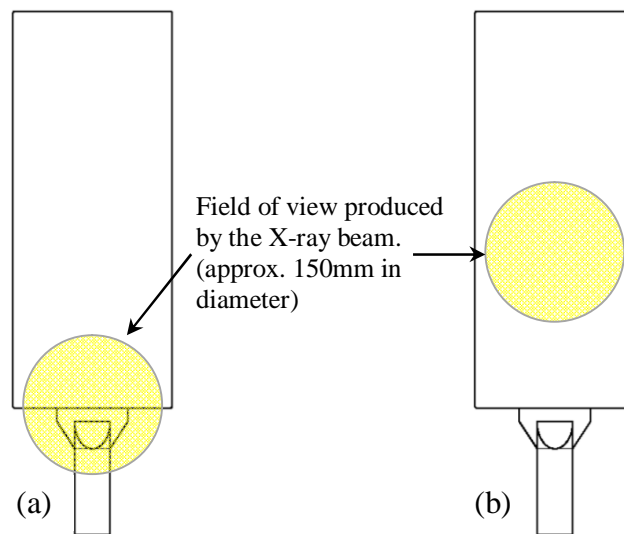 Field of view produced
by the X-ray beam.
(approx. 150mm in
diameter)
(a)
(b)